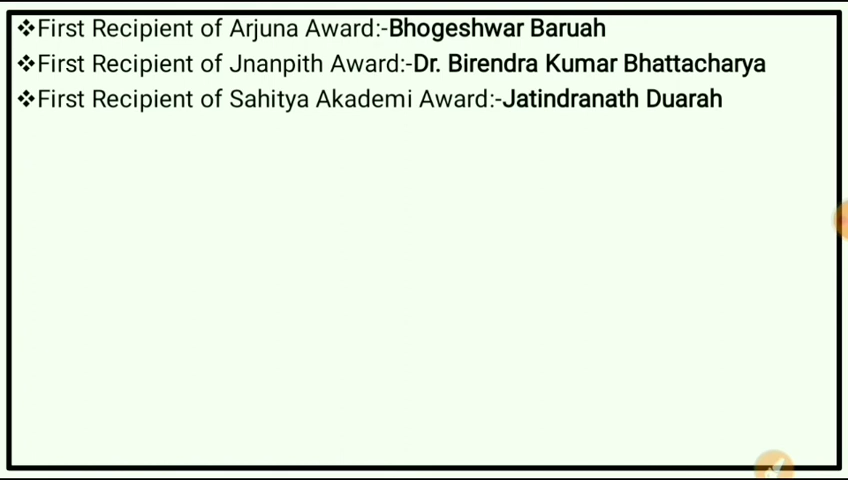 ❖First Recipient of Arjuna Award:-Bhogeshwar Baruah
❖First Recipient of Jnanpith Award:-Dr. Birendra Kumar Bhattacharya
❖First Recipient of Sahitya Akademi Award:-Jatindranath Duarah